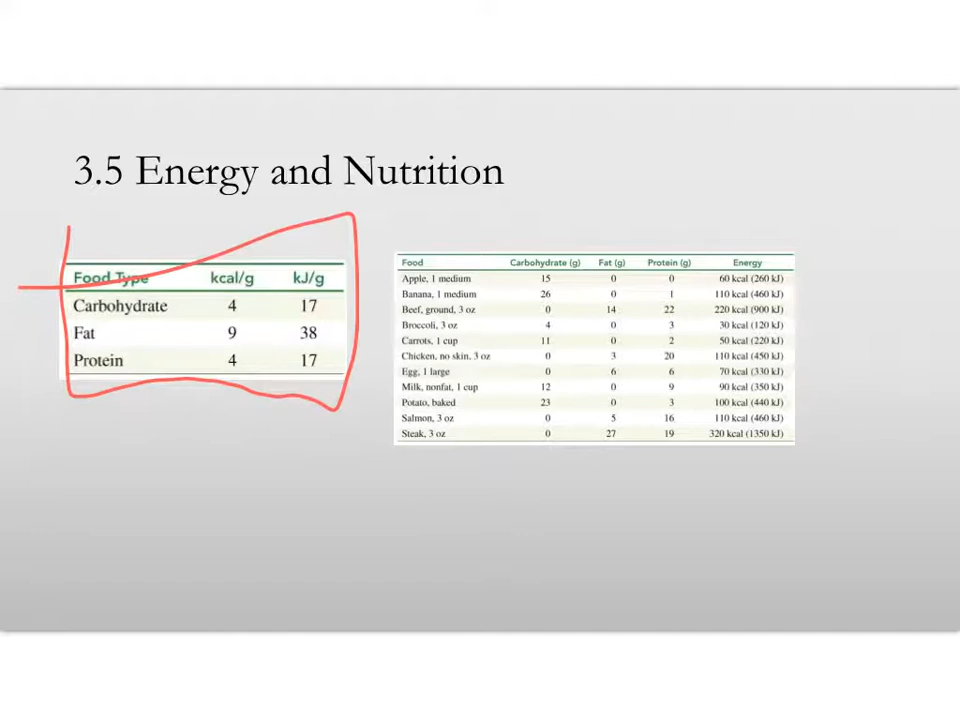 3.5 Energy and Nutrition
Food Type kcal/g kJ/g
Carbohydrate 4 17
Fat 9 38
Protein 4 17
Food Carbohydrate (g) Fat (g) Protein (g) Energy
Apple, 1 medium 15 0 0 60 kcal (260 kJ)
Banana, 1 medium 26 0 1 110 kcal (460 kJ)
Beef, ground, 3 oz 0 14 22 220 kcal (900 kJ)
Broccoli, 3 oz 4 0 3 30 kcal (120 kJ)
Carrots, 1 cup 11 0 2 50 kcal (220 kJ)
Chicken, no skin, 3 oz 0 3 20 110 kcal (450 kJ)
Egg, 1 large 0 6 6 70 kcal (330 kJ)
Milk, nonfat, 1 cup 12 0 9 90 kcal (350 kJ)
Potato, baked 23 0 3 100 kcal (440 kJ)
Salmon, 3 oz 0 5 16 110 kcal (460 kJ)
Steak, 3 oz 0 27 19 320 kcal (1350 kJ)